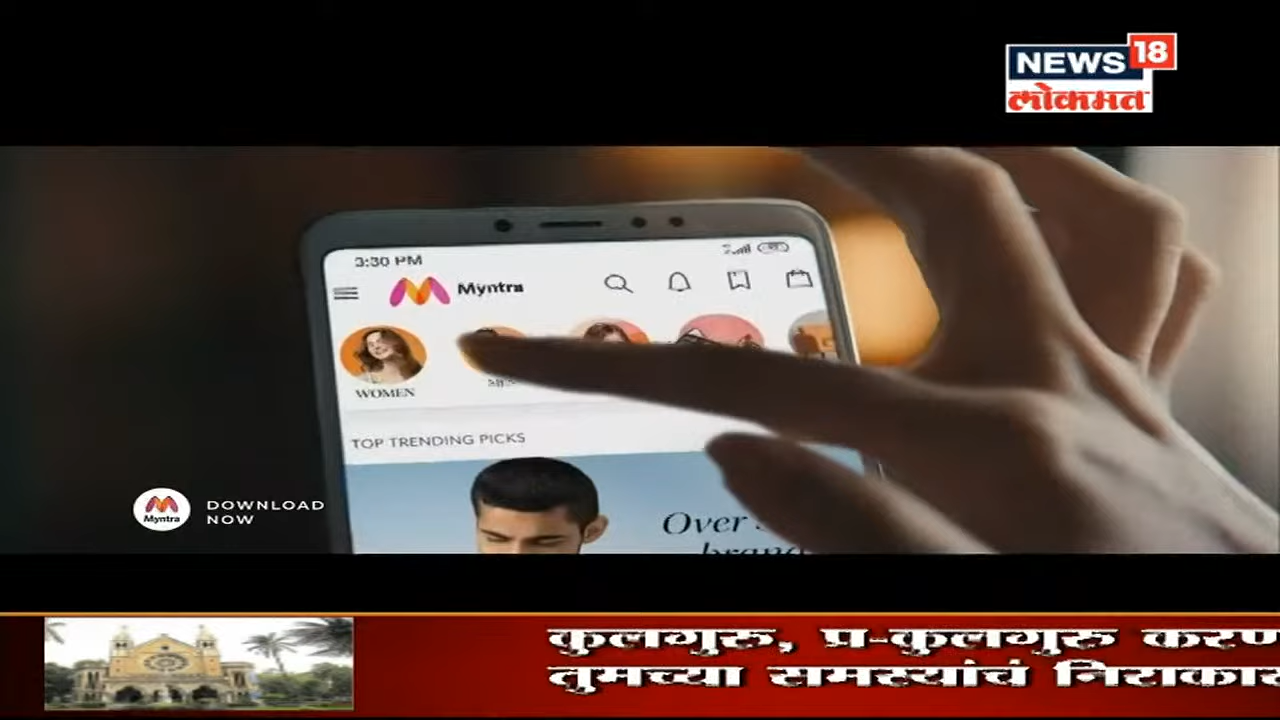 NEWS 18
लोकमत
3:30 PM
Myntra
WOMEN
TOP TRENDING PICKS
Over
brand
Myntra
DOWNLOAD
NOW
कुलगुरू, प्र-कुलगुरू करण
तुमच्या समस्यांचं निराकार